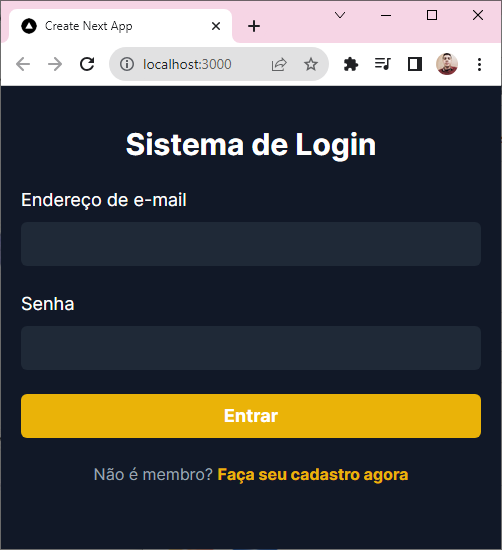 Create Next App
localhost:3000
Sistema de Login
Endereço de e-mail
Senha
Entrar
Não é membro? Faça seu cadastro agora